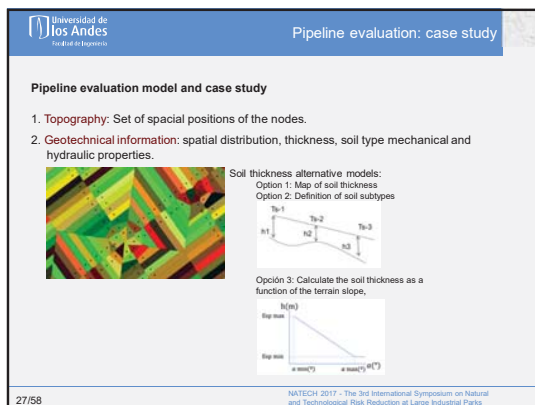 Universidad de
los Andes
Facultad de Ingeniería
Pipeline evaluation: case study
Pipeline evaluation model and case study
1. Topography: Set of spacial positions of the nodes.
2. Geotechnical information: spatial distribution, thickness, soil type mechanical and
hydraulic properties.
Soil thickness alternative models:
Option 1: Map of soil thickness
Option 2: Definition of soil subtypes
Ts-1
Ts-2
Ts-3
h1
h2
h3
Opción 3: Calculate the soil thickness as a
function of the terrain slope,
h(m)
Esp max
Esp min
α min(°)
α max(°)
α(°)
27/58
NATECH 2017 - The 3rd International Symposium on Natural
and Technological Risk Reduction at Large Industrial Parks